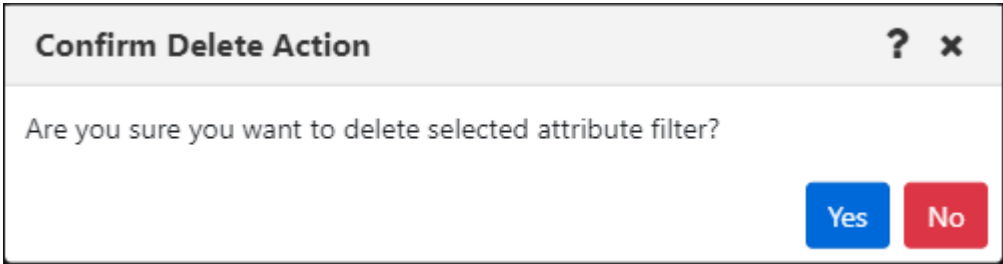 Confirm Delete Action ? ×
Are you sure you want to delete selected attribute filter?
Yes No